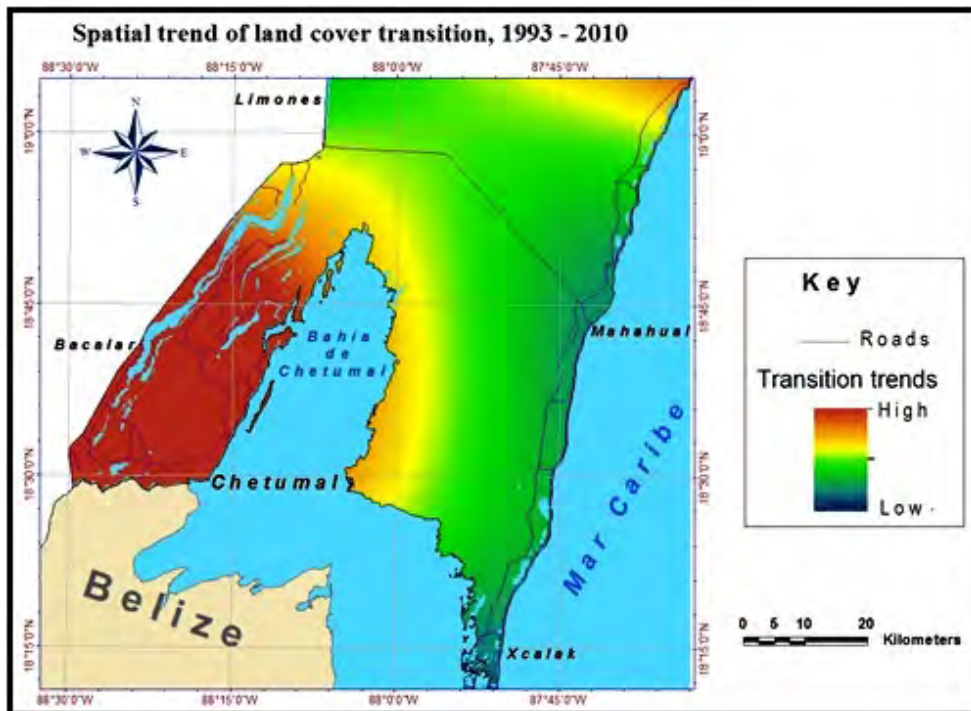 Spatial trend of land cover transition, 1993 - 2010
88°30'0"W 88°15'0"W 88°0'0"W 87°45'0"W
Limones
N
W E
S
19°0'0"N 19°0'0"N
Key
18°45'0"N 18°45'0"N
Bacalar
Bahia
de
Chetumal
Mahahual
Roads
Transition trends
High
Low
Mar Caribe
18°30'0"N 18°30'0"N
Chetumal
Belize
0 5 10 20
Kilometers
18°15'0"N 18°15'0"N
Xcalak
88°30'0"W 88°15'0"W 88°0'0"W 87°45'0"W